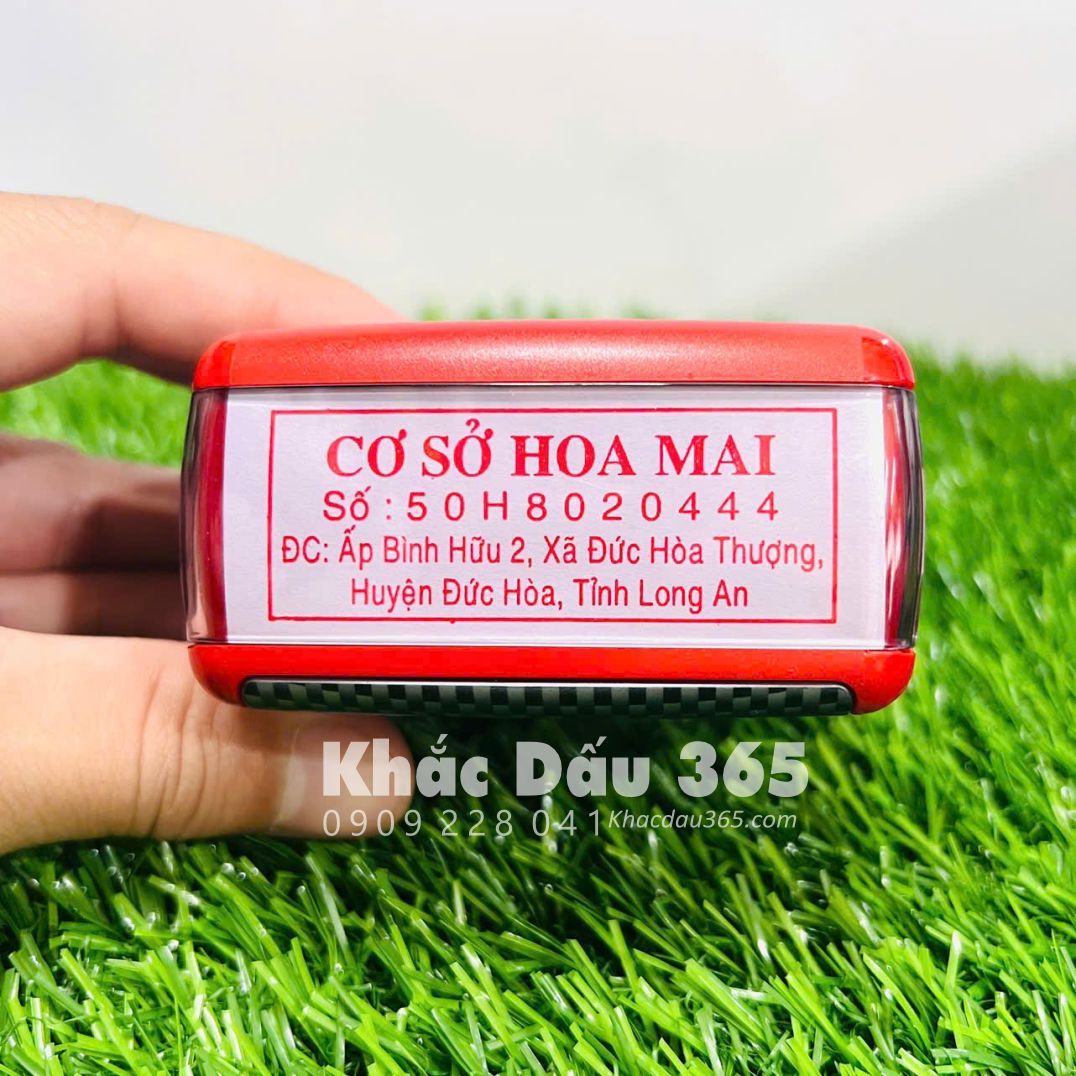 CƠ SỞ HOA MAI
Số : 50H8020444
ĐC: Ấp Bình Hữu 2, Xã Đức Hòa Thượng,
Huyện Đức Hòa, Tỉnh Long An
Khắc Dấu 365
0909 228 041 Khacdau365.com